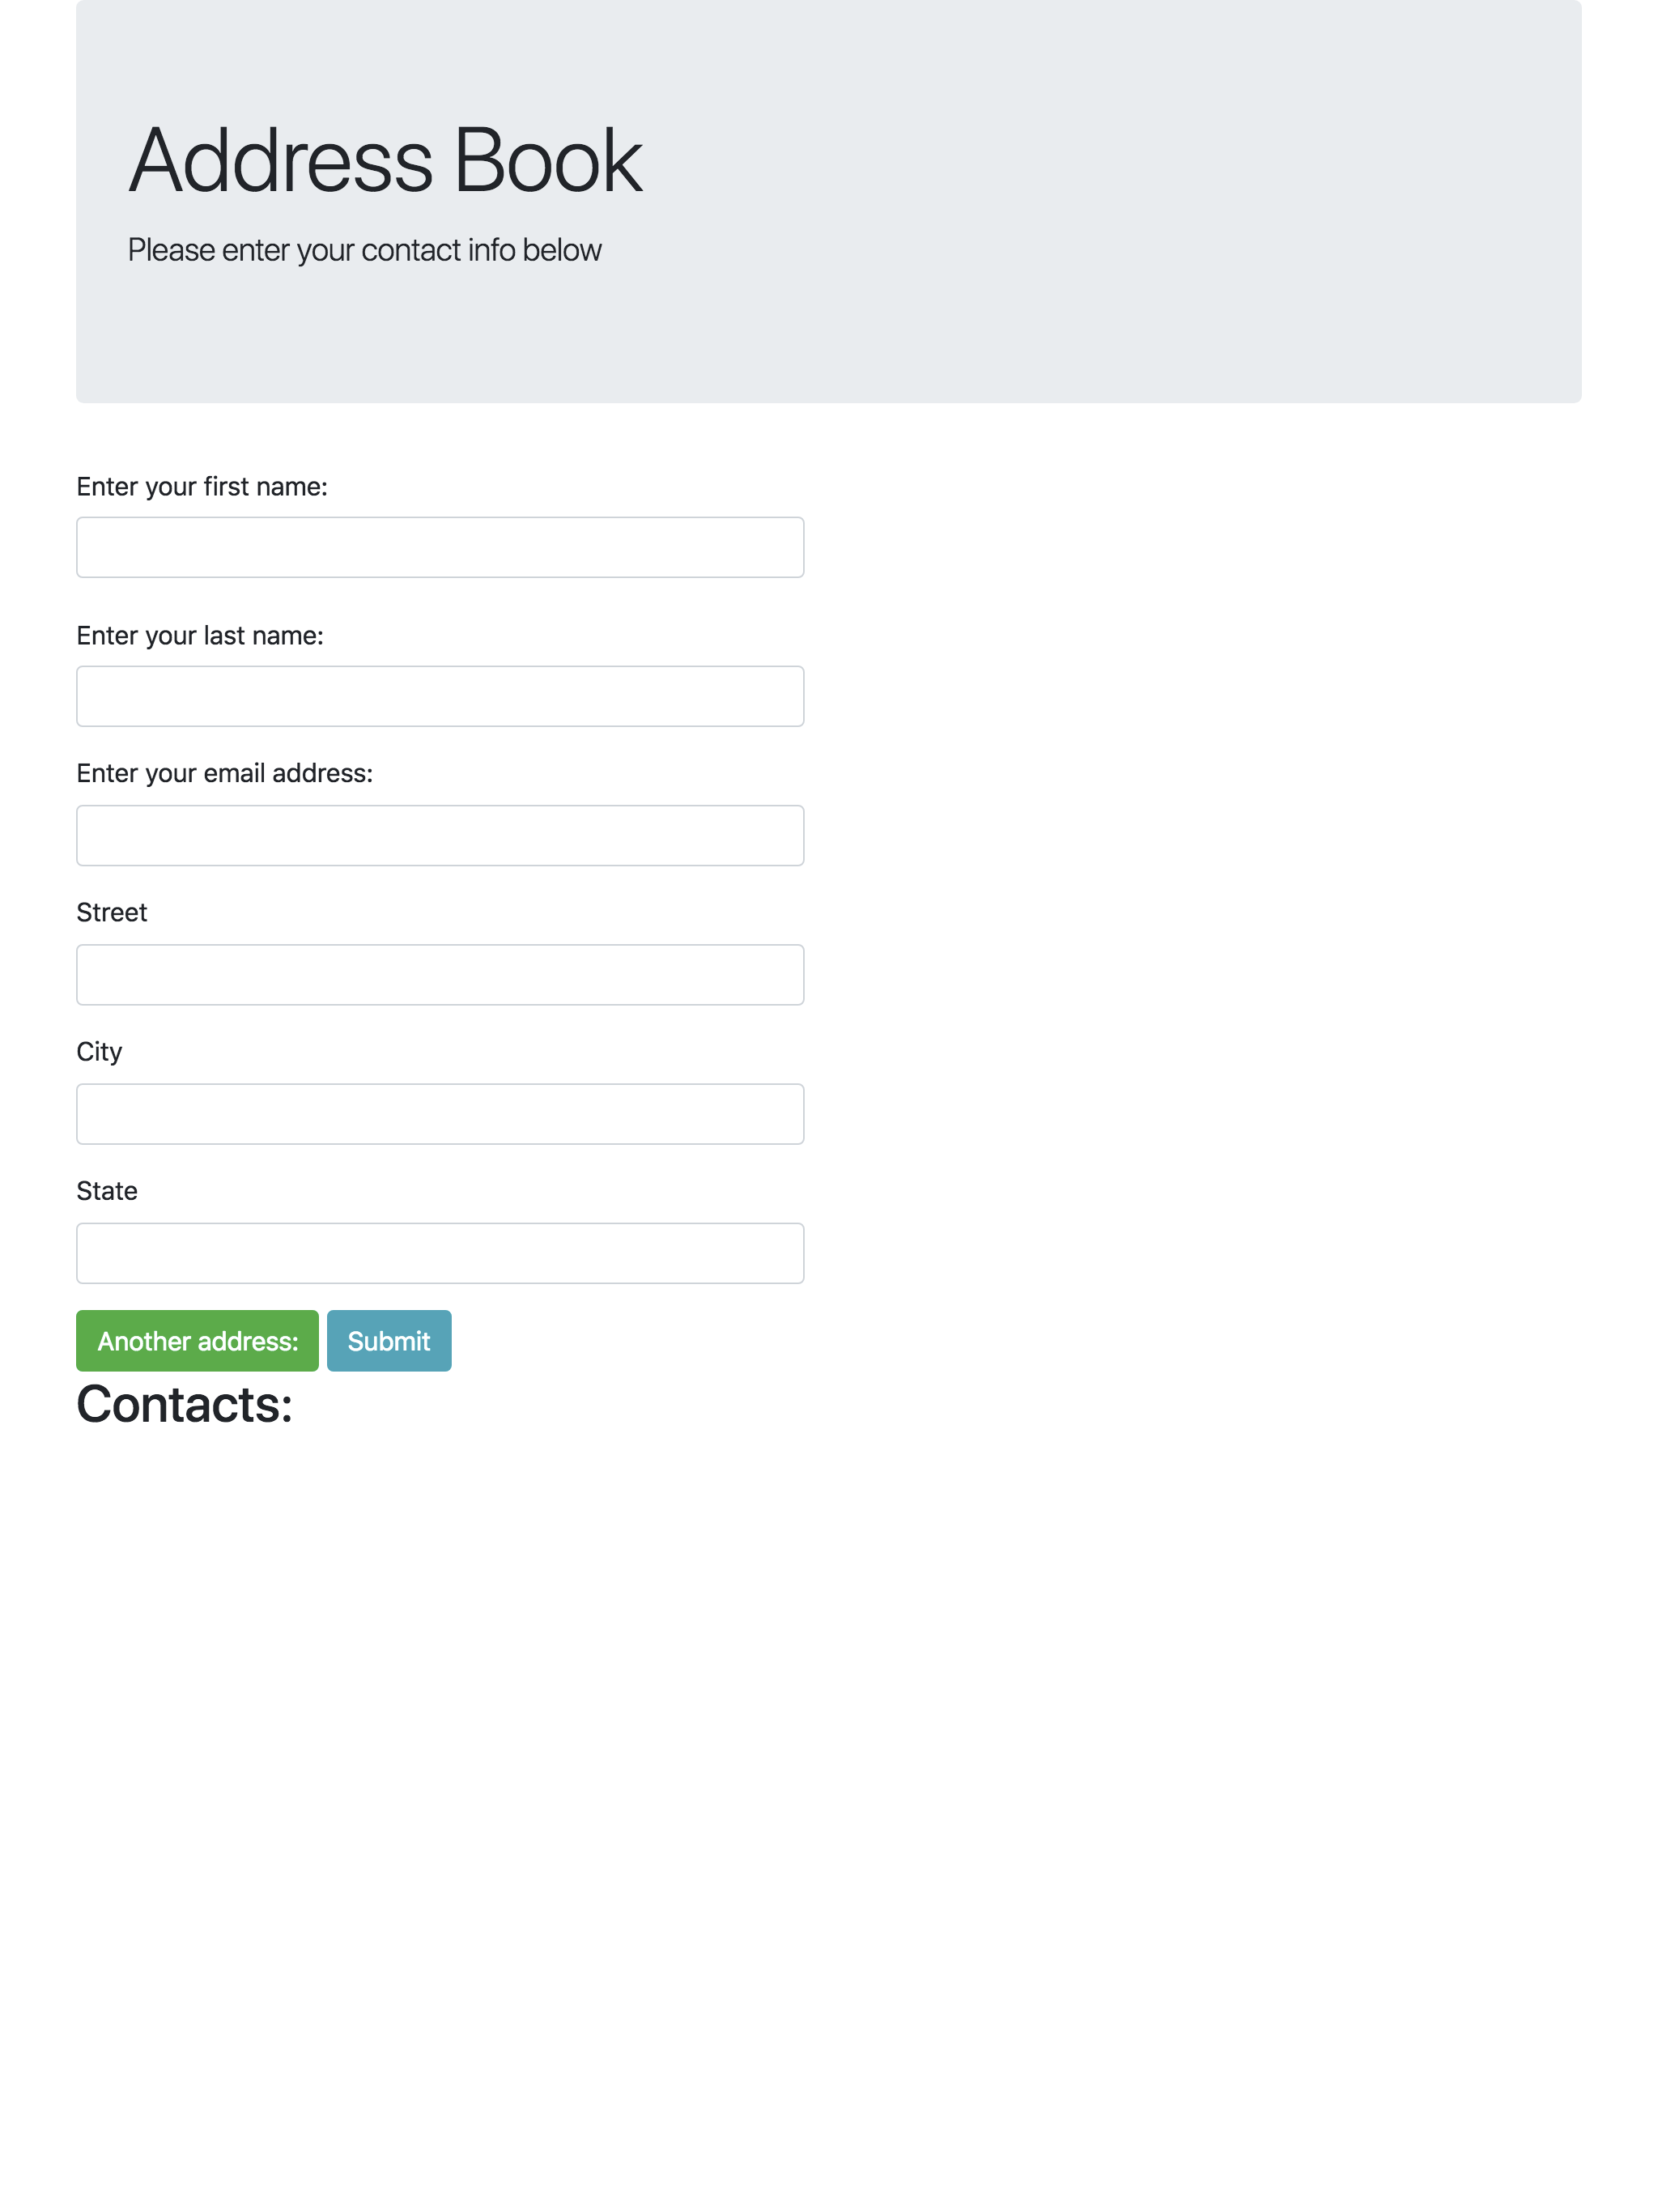 Address Book
Please enter your contact info below
Enter your first name:
Enter your last name:
Enter your email address:
Street
City
State
Another address: Submit
Contacts: